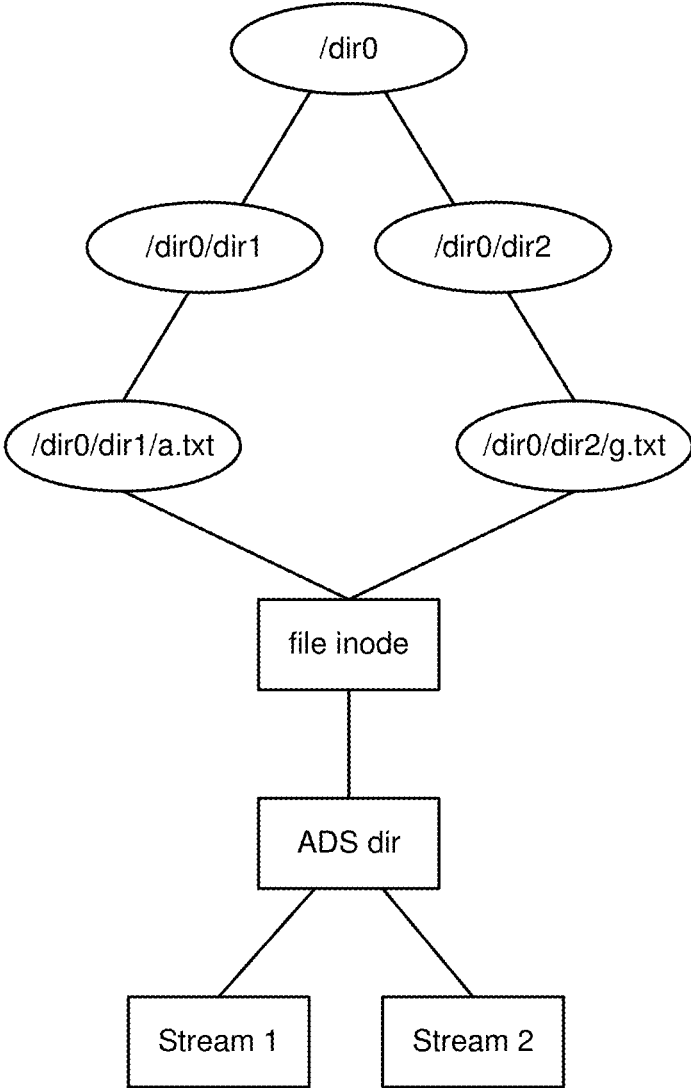 /dir0
/dir0/dir1
/dir0/dir2
/dir0/dir1/a.txt
/dir0/dir2/g.txt
file inode
ADS dir
Stream 1
Stream 2